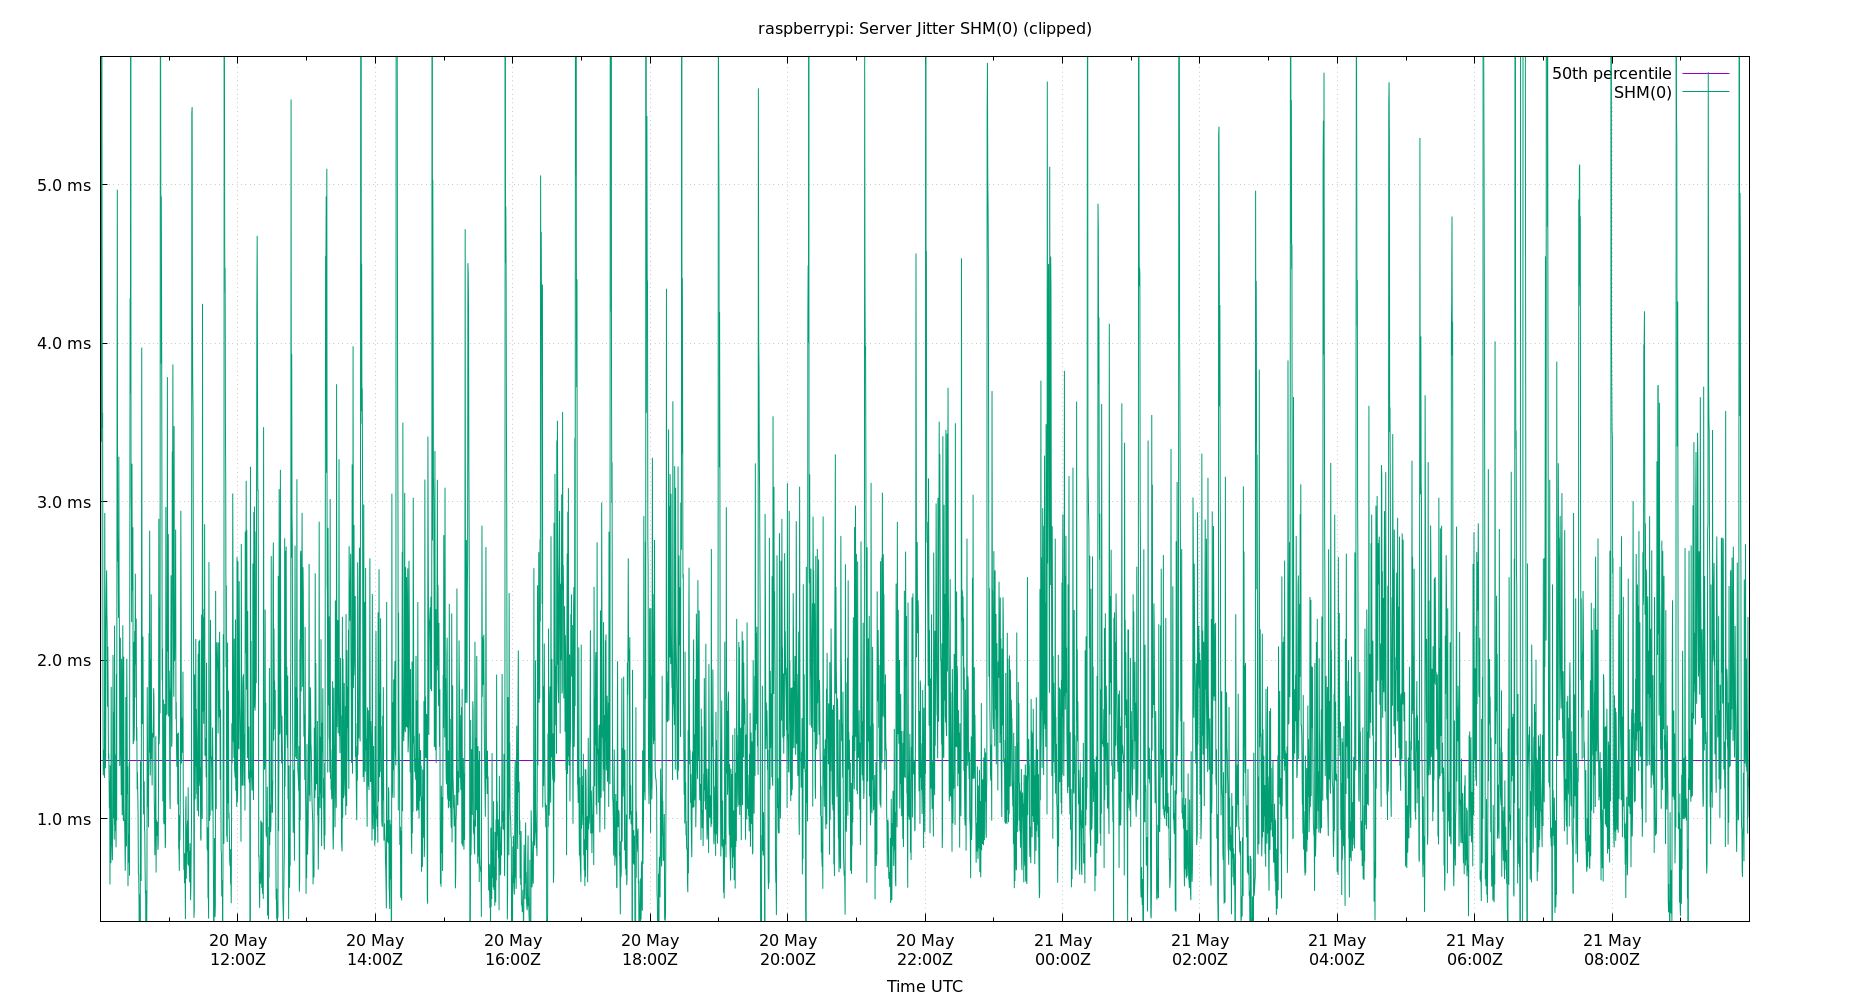 raspberrypi: Server Jitter SHM(0) (clipped)
50th percentile
SHM(0)
5.0 ms
4.0 ms
3.0 ms
2.0 ms
1.0 ms
20 May 20 May 20 May 20 May 20 May 20 May 21 May 21 May 21 May 21 May 21 May
12:00Z 14:00Z 16:00Z 18:00Z 20:00Z 22:00Z 00:00Z 02:00Z 04:00Z 06:00Z 08:00Z
Time UTC